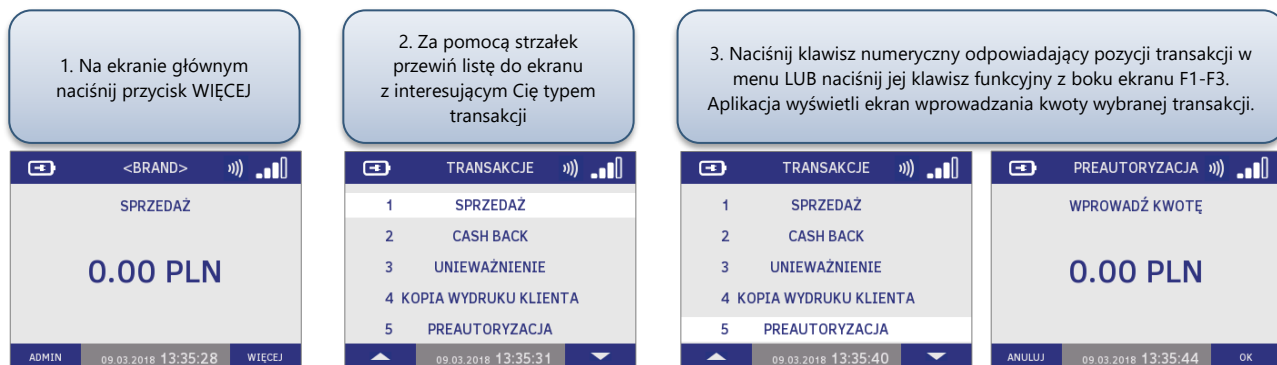 1. Na ekranie głównym
naciśnij przycisk WIĘCEJ
2. Za pomocą strzałek
przewiń listę do ekranu
z interesującym Cię typem
transakcji
3. Naciśnij klawisz numeryczny odpowiadający pozycji transakcji w
menu LUB naciśnij jej klawisz funkcyjny z boku ekranu F1-F3.
Aplikacja wyświetli ekran wprowadzania kwoty wybranej transakcji.
<BRAND>
SPRZEDAŻ
0.00 PLN
ADMIN 09.03.2018 13:35:28 WIĘCEJ
TRANSAKCJE
1 SPRZEDAŻ
2 CASH BACK
3 UNIEWAŻNIENIE
4 KOPIA WYDRUKU KLIENTA
5 PREAUTORYZACJA
09.03.2018 13:35:31
TRANSAKCJE
1 SPRZEDAŻ
2 CASH BACK
3 UNIEWAŻNIENIE
4 KOPIA WYDRUKU KLIENTA
5 PREAUTORYZACJA
09.03.2018 13:35:40
PREAUTORYZACJA
WPROWADŹ KWOTĘ
0.00 PLN
ANULUJ 09.03.2018 13:35:44 OK